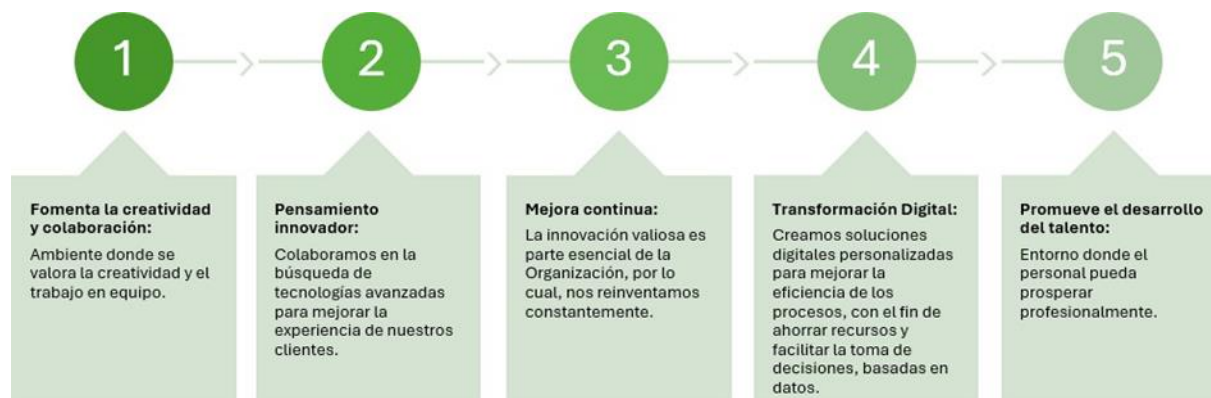 1
2
3
4
5
Fomenta la creatividad
y colaboración:
Ambiente donde se
valora la creatividad y el
trabajo en equipo.
Pensamiento
innovador:
Colaboramos en la
búsqueda de
tecnologías avanzadas
para mejorar la
experiencia de nuestros
clientes.
Mejora continua:
La innovación valiosa es
parte esencial de la
Organización, por lo
cual, nos reinventamos
constantemente.
Transformación Digital:
Creamos soluciones
digitales personalizadas
para mejorar la
eficiencia de los
procesos, con el fin de
ahorrar recursos y
facilitar la toma de
decisiones, basadas en
datos.
Promueve el desarrollo
del talento:
Entorno donde el
personal pueda
prosperar
profesionalmente.